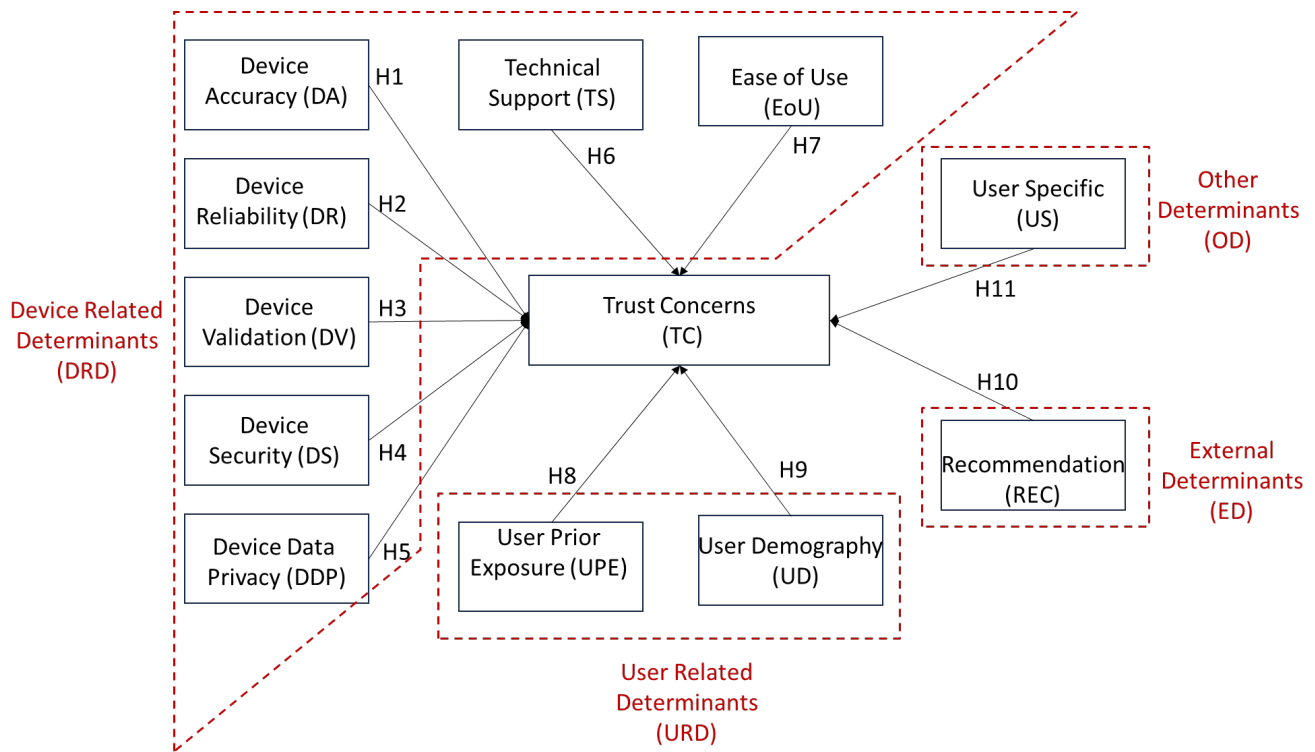 Device
Accuracy (DA)
H1
Technical
Support (TS)
H6
Ease of Use
(EoU)
H7
Device
Reliability (DR)
H2
Device
Validation (DV)
H3
Device
Security (DS)
H4
Device Data
Privacy (DDP)
H5
Device Related
Determinants
(DRD)
Trust Concerns
(TC)
User Specific
(US)
H11
Other
Determinants
(OD)
H10
Recommendation
(REC)
External
Determinants
(ED)
H8
User Prior
Exposure (UPE)
H9
User Demography
(UD)
User Related
Determinants
(URD)